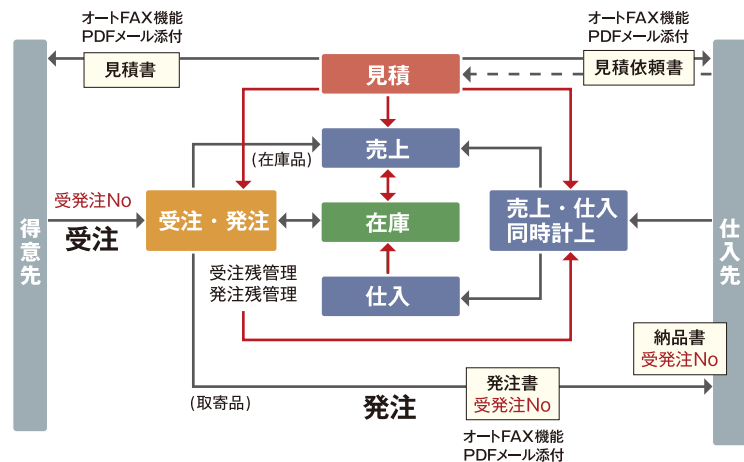 オートFAX機能
PDFメール添付
オートFAX機能
PDFメール添付
見積書
見積
見積依頼書
(在庫品)
売上
受発注No
受注
受注・発注
在庫
売上・仕入
同時計上
得意先
仕入先
受注残管理
発注残管理
仕入
納品書
受発注No
発注書
受発注No
(取寄品)
発注
オートFAX機能
PDFメール添付